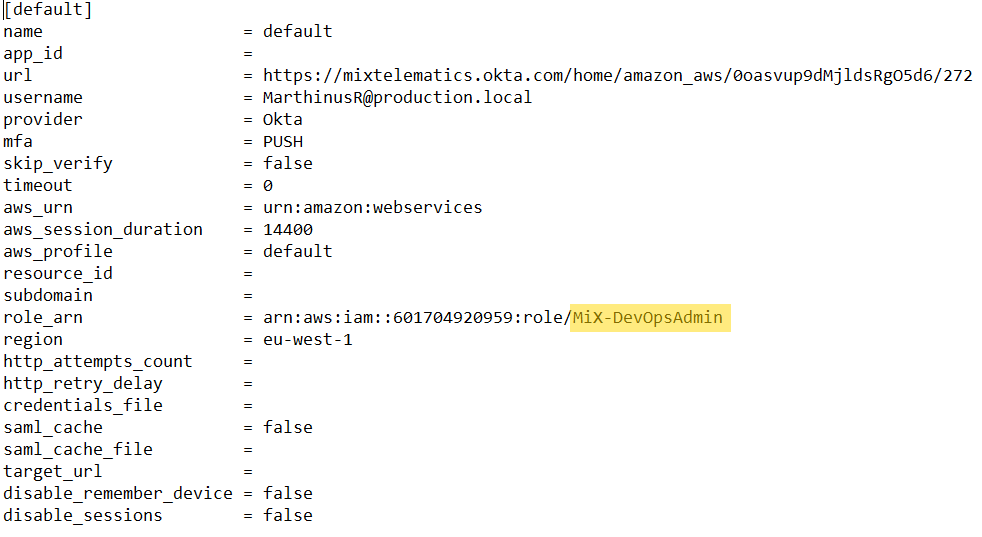 [default]
name = default
app_id =
url = https://mixtelematics.okta.com/home/amazon_aws/0oasvup9dMjldsRgO5d6/272
username = MarthinusR@production.local
provider = Okta
mfa = PUSH
skip_verify = false
timeout = 0
aws_urn = urn:amazon:webservices
aws_session_duration = 14400
aws_profile = default
resource_id =
subdomain =
role_arn = arn:aws:iam::601704920959:role/MiX-DevOpsAdmin
region = eu-west-1
http_attempts_count =
http_retry_delay =
credentials_file =
saml_cache = false
saml_cache_file =
target_url =
disable_remember_device = false
disable_sessions = false